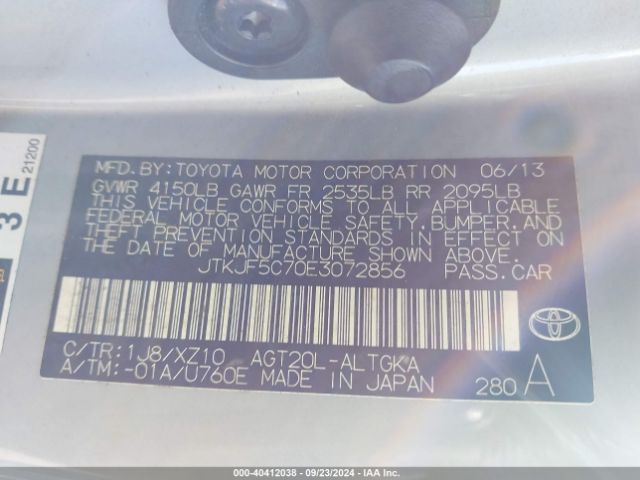 3 E
21200
MFD.BY:TOYOTA MOTOR CORPORATION 06/13
GVWR 4150LB GAWR FR 2535LB RR 2095LB
THIS VEHICLE CONFORMS TO ALL APPLICABLE
FEDERAL MOTOR VEHICLE SAFETY,BUMPER,AND
THEFT PREVENTION STANDARDS IN EFFECT ON
THE DATE OF MANUFACTURE SHOWN ABOVE.
JTKJF5C70E3072856 PASS.CAR
C/TR:1J8/XZ10 AGT20L-ALTGKA
A/TM:-01A/U760E MADE IN JAPAN 280 A
TOYOTA
000-40412038 - 09/23/2024 - IAAI.COM